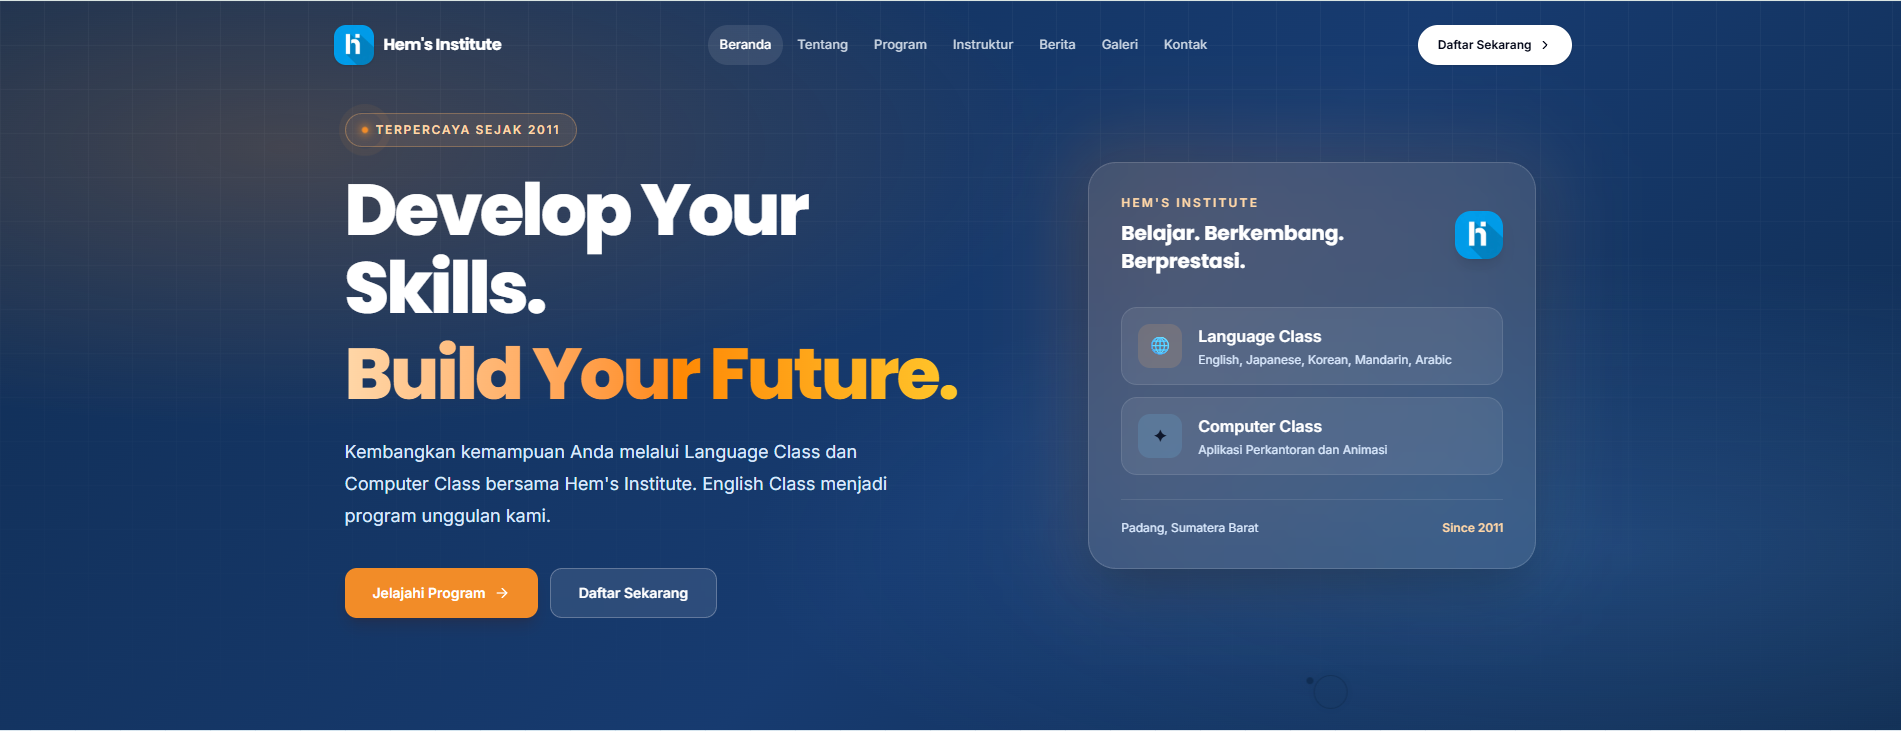 hi Hem's Institute
Beranda Tentang Program Instruktur Berita Galeri Kontak
Daftar Sekarang
TERPERCAYA SEJAK 2011
Develop Your
Skills.
Build Your Future.
Kembangkan kemampuan Anda melalui Language Class dan
Computer Class bersama Hem's Institute. English Class menjadi
program unggulan kami.
Jelajahi Program
Daftar Sekarang
HEM'S INSTITUTE
Belajar. Berkembang.
Berprestasi.
hi
Language Class
English, Japanese, Korean, Mandarin, Arabic
Computer Class
Aplikasi Perkantoran dan Animasi
Padang, Sumatera Barat
Since 2011